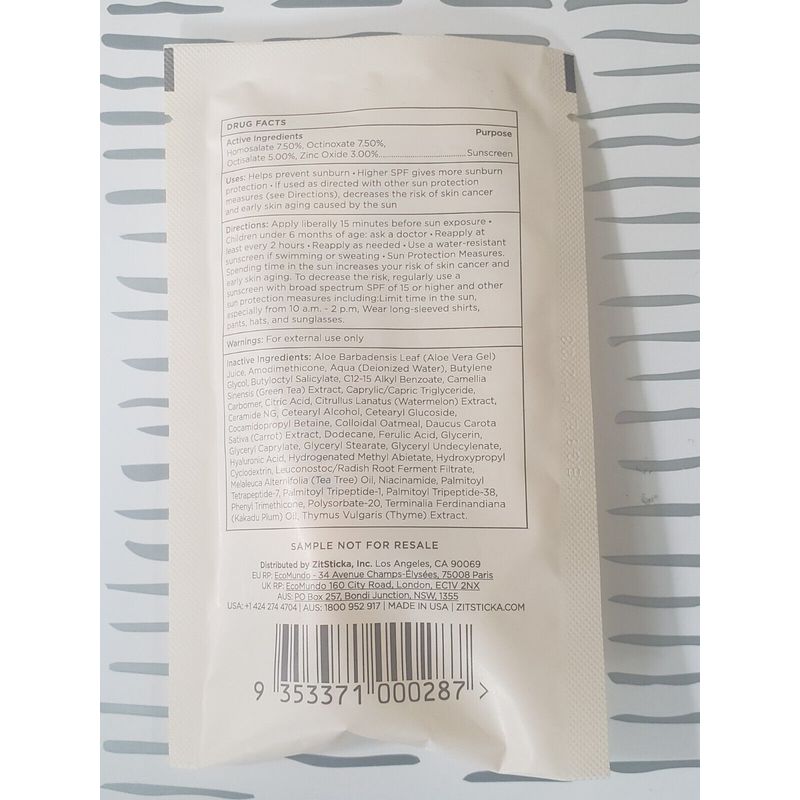 DRUG FACTS
Active Ingredients Purpose
Homosalate 7.50%, Octinoxate 7.50%,
Octisalate 5.00%, Zinc Oxide 3.00%..........................Sunscreen
Uses: Helps prevent sunburn • Higher SPF gives more sunburn
protection • If used as directed with other sun protection
measures (see Directions), decreases the risk of skin cancer
and early skin aging caused by the sun
Directions: Apply liberally 15 minutes before sun exposure •
Children under 6 months of age: ask a doctor • Reapply at
least every 2 hours • Reapply as needed • Use a water-resistant
sunscreen if swimming or sweating • Sun Protection Measures.
Spending time in the sun increases your risk of skin cancer and
early skin aging. To decrease the risk, regularly use a
sunscreen with broad spectrum SPF of 15 or higher and other
sun protection measures including:Limit time in the sun,
especially from 10 a.m. - 2 p.m, Wear long-sleeved shirts,
pants, hats, and sunglasses.
Warnings: For external use only
Inactive Ingredients: Aloe Barbadensis Leaf (Aloe Vera Gel)
Juice, Amodimethicone, Aqua (Deionized Water), Butylene
Glycol, Butyloctyl Salicylate, C12-15 Alkyl Benzoate, Camellia
Sinensis (Green Tea) Extract, Caprylic/Capric Triglyceride,
Carbomer, Citric Acid, Citrullus Lanatus (Watermelon) Extract,
Ceramide NG, Cetearyl Alcohol, Cetearyl Glucoside,
Cocamidopropyl Betaine, Colloidal Oatmeal, Daucus Carota
Sativa (Carrot) Extract, Dodecane, Ferulic Acid, Glycerin,
Glyceryl Caprylate, Glyceryl Stearate, Glyceryl Undecylenate,
Hyaluronic Acid, Hydrogenated Methyl Abietate, Hydroxypropyl
Cyclodextrin, Leuconostoc/Radish Root Ferment Filtrate,
Melaleuca Alternifolia (Tea Tree) Oil, Niacinamide, Palmitoyl
Tetrapeptide-7, Palmitoyl Tripeptide-1, Palmitoyl Tripeptide-38,
Phenyl Trimethicone, Polysorbate-20, Terminalia Ferdinandiana
(Kakadu Plum) Oil, Thymus Vulgaris (Thyme) Extract.
SAMPLE NOT FOR RESALE
Distributed by ZitSticka, Inc. Los Angeles, CA 90069
EU RP: EcoMundo - 34 Avenue Champs-Élysées, 75008 Paris
UK RP: EcoMundo 160 City Road, London, EC1V 2NX
AUS: PO Box 257, Bondi Junction, NSW, 1355
USA: +1 424 274 4704 | AUS: 1800 952 917 | MADE IN USA | ZITSTICKA.COM
9 353371 000287 >